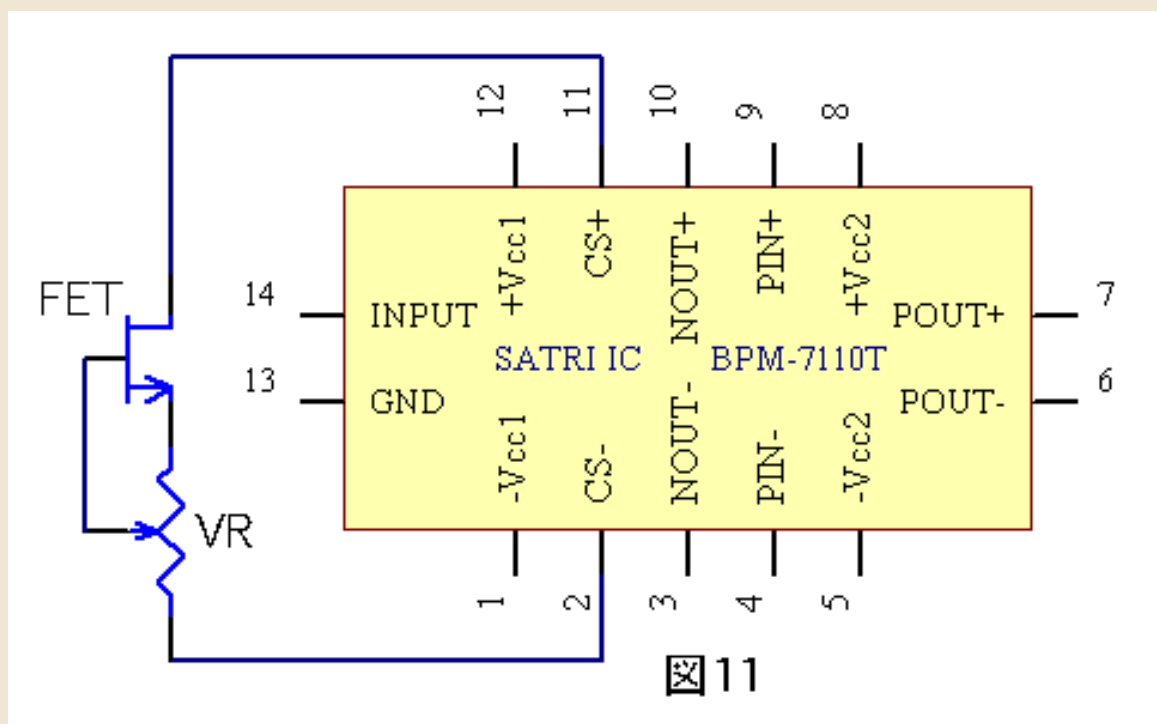 12
11
10
9
8
+Vcc1
CS+
NOUT+
PIN+
+Vcc2
FET
14
INPUT
POUT+
7
SATRI IC
BPM-7110T
13
GND
POUT-
6
-Vcc1
CS-
NOUT-
PIN-
-Vcc2
VR
1
2
3
4
5
図11